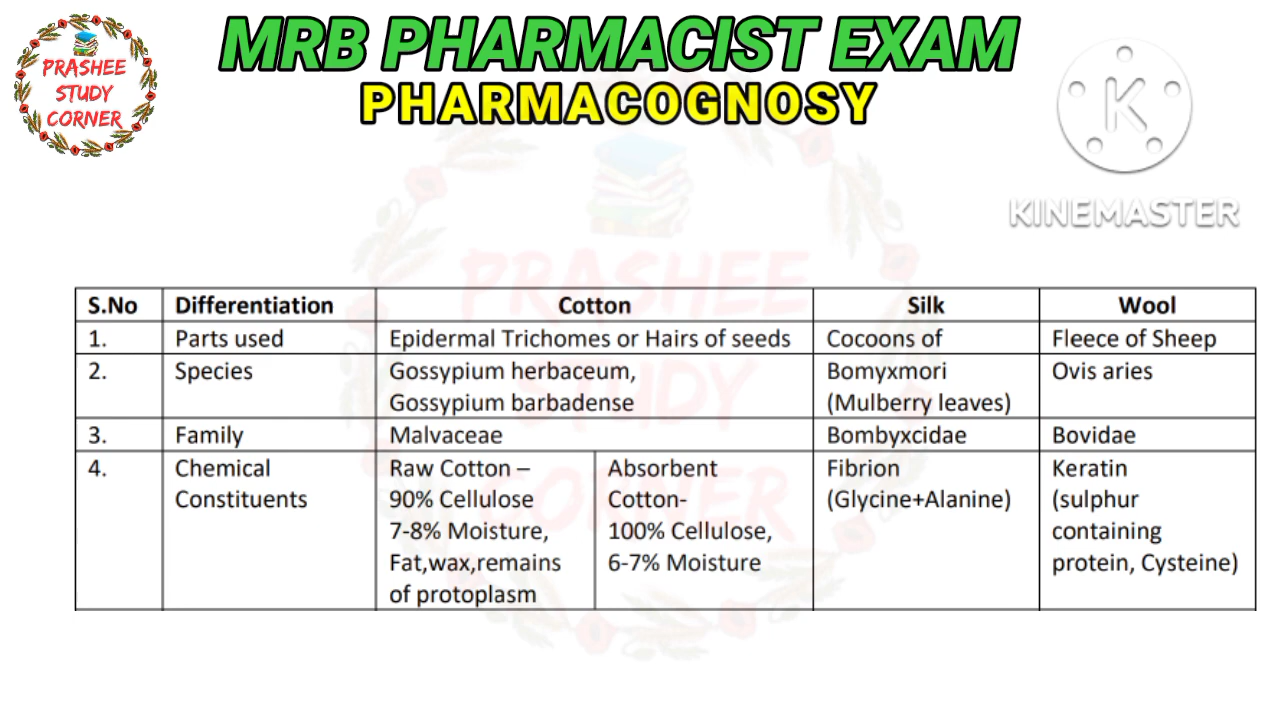 MRB PHARMACIST EXAM
PHARMACOGNOSY
PRASHEE
STUDY
CORNER
K
KINEMASTER
PRASHEE
STUDY
CORNER
S.No Differentiation Cotton Silk Wool
1. Parts used Epidermal Trichomes or Hairs of seeds Cocoons of Fleece of Sheep
2. Species Gossypium herbaceum, Bomyxmori Ovis aries
Gossypium barbadense (Mulberry leaves)
3. Family Malvaceae Bombyxcidae Bovidae
4. Chemical Raw Cotton – Absorbent Fibrion Keratin
Constituents 90% Cellulose Cotton- (Glycine+Alanine) (sulphur
7-8% Moisture, 100% Cellulose, containing
Fat,wax,remains 6-7% Moisture protein, Cysteine)
of protoplasm